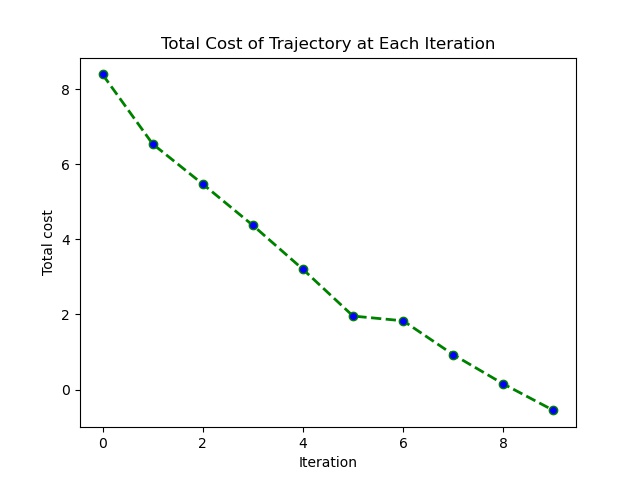 Total Cost of Trajectory at Each Iteration
8
6
4
2
0
Total cost
0 2 4 6 8
Iteration